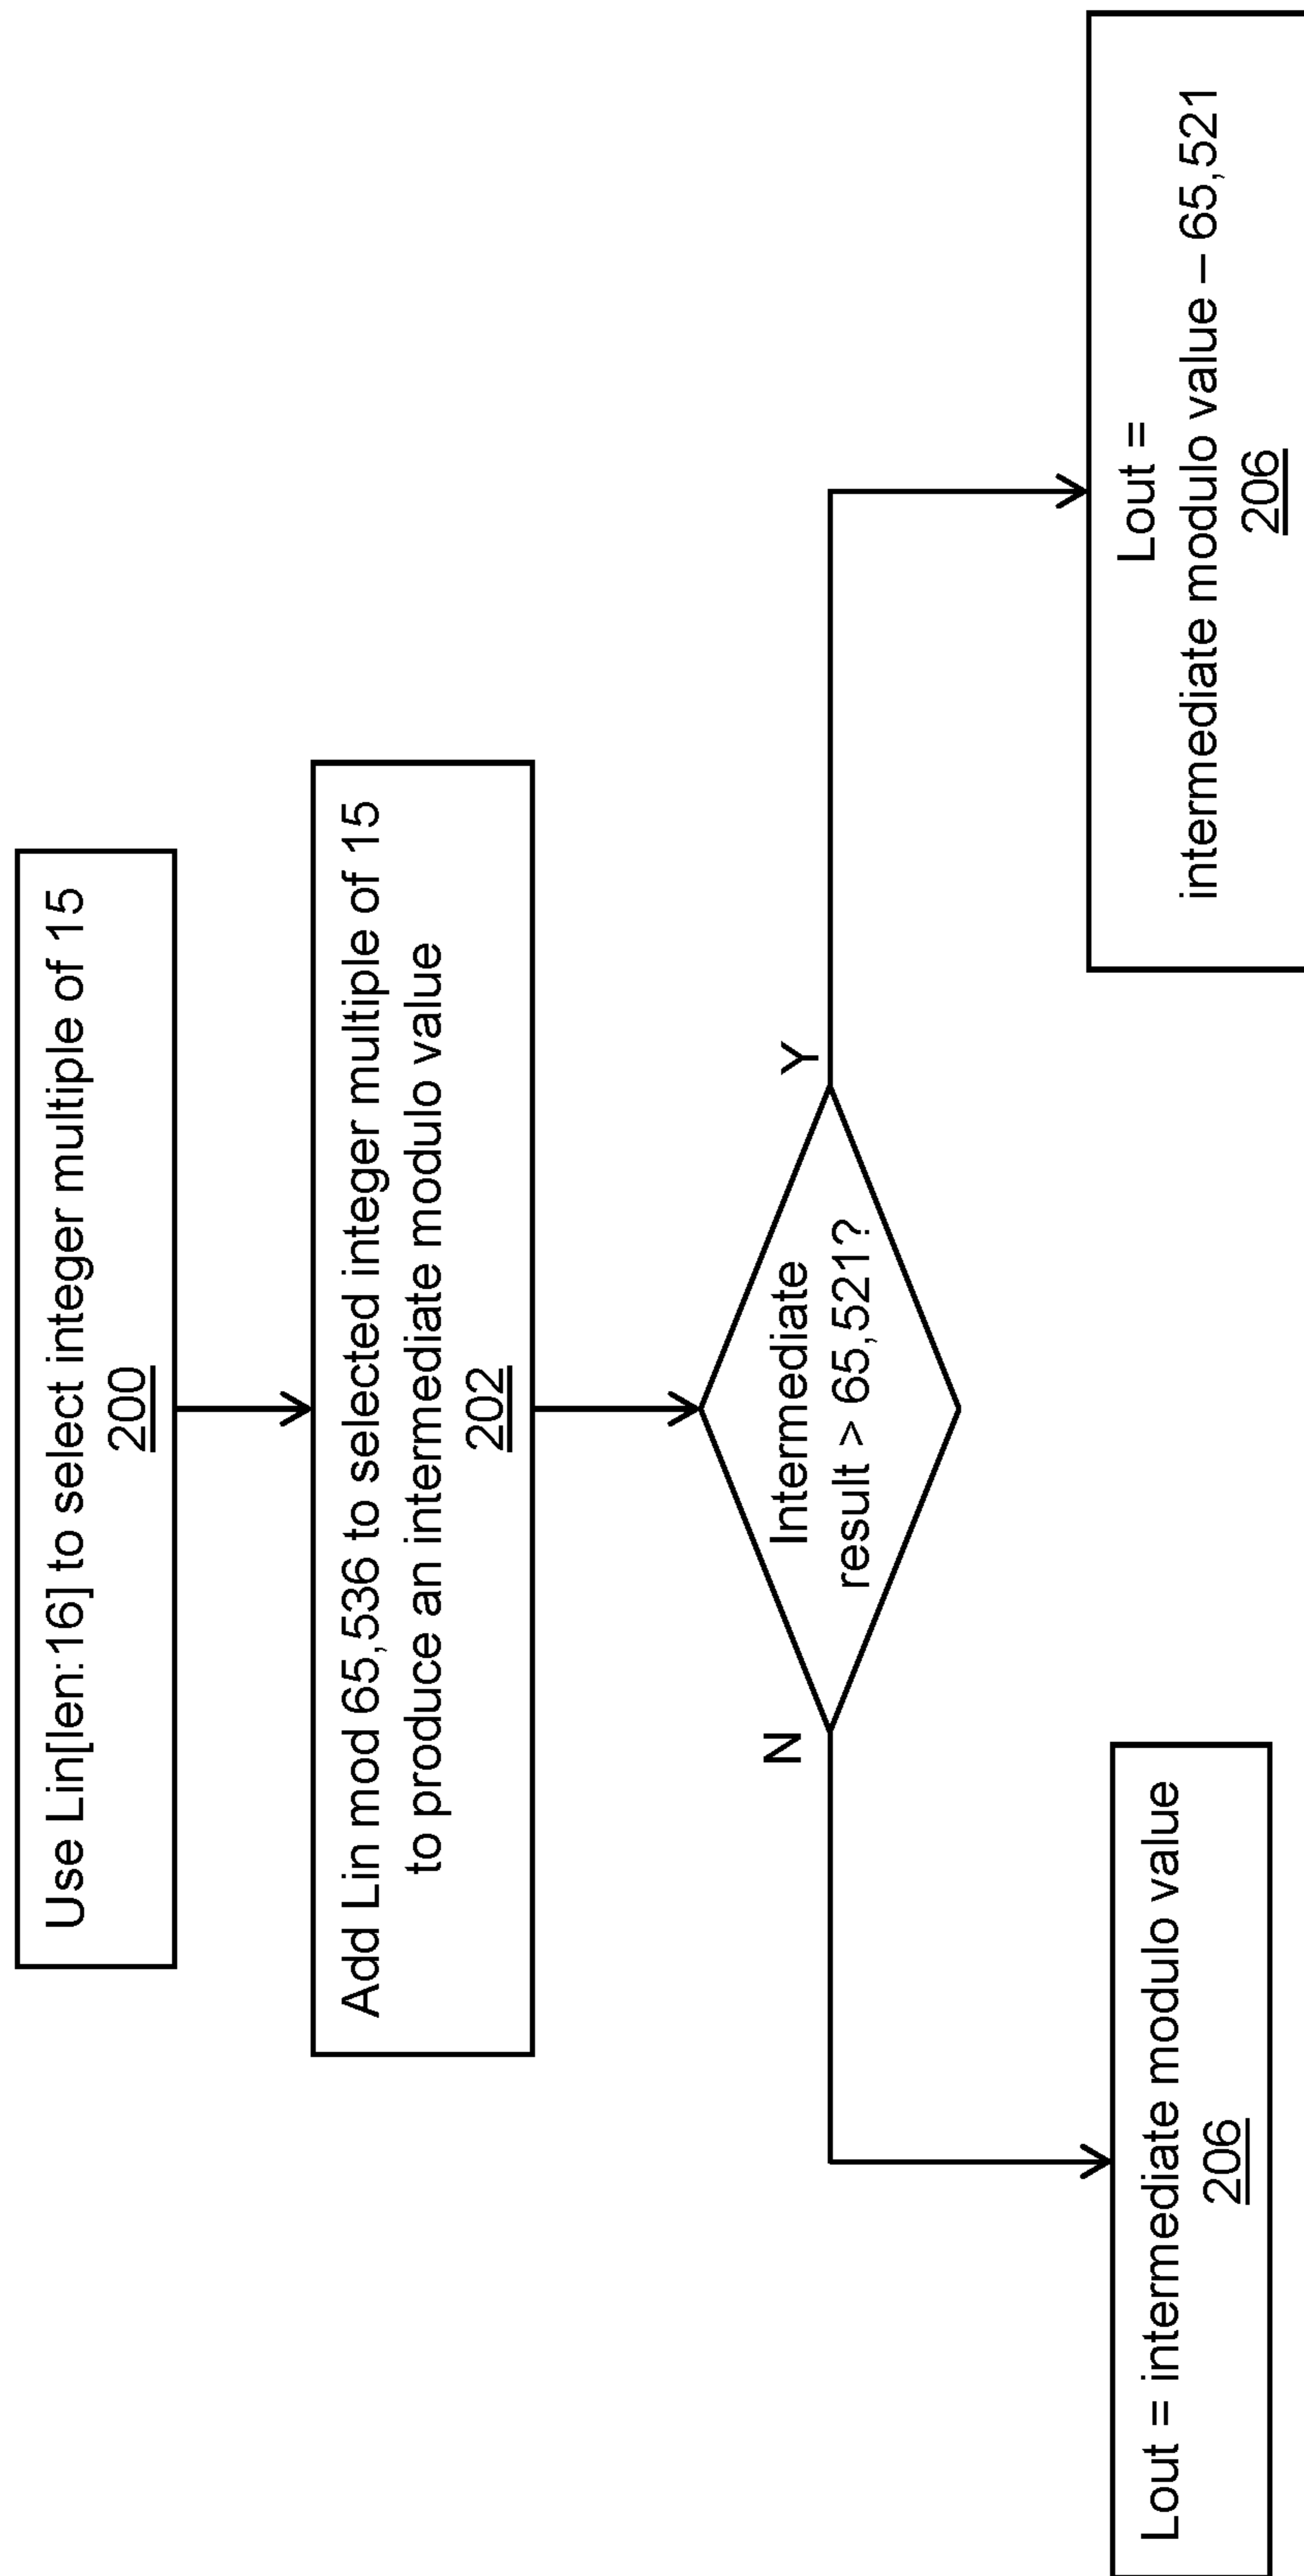 Use Lin[len:16] to select integer multiple of 15
200
Add Lin mod 65,536 to selected integer multiple of 15
to produce an intermediate modulo value
202
Intermediate
result > 65,521?
N
Y
Lout = intermediate modulo value
206
Lout =
intermediate modulo value – 65,521
206